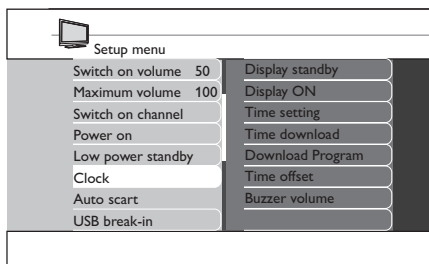 Setup menu
Switch on volume 50
Maximum volume 100
Switch on channel
Power on
Low power standby
Clock
Auto scart
USB break-in
Display standby
Display ON
Time setting
Time download
Download Program
Time offset
Buzzer volume